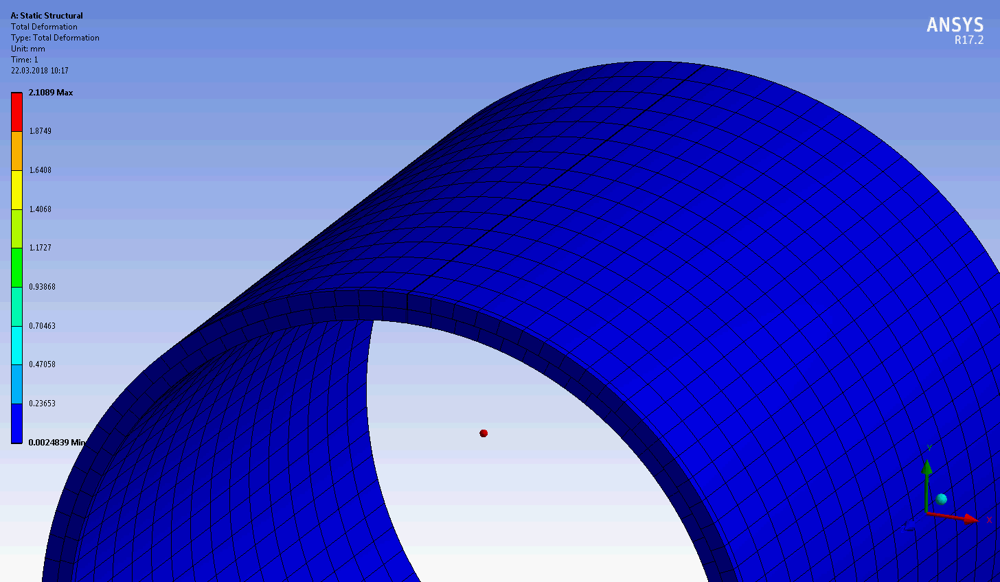 A: Static Structural
Total Deformation
Type: Total Deformation
Unit: mm
Time: 1
22.03.2018 10:17
ANSYS
R17.2
2.1089 Max
1.8749
1.6408
1.4068
1.1727
0.93868
0.70463
0.47058
0.23653
0.0024839 Min
Y
X